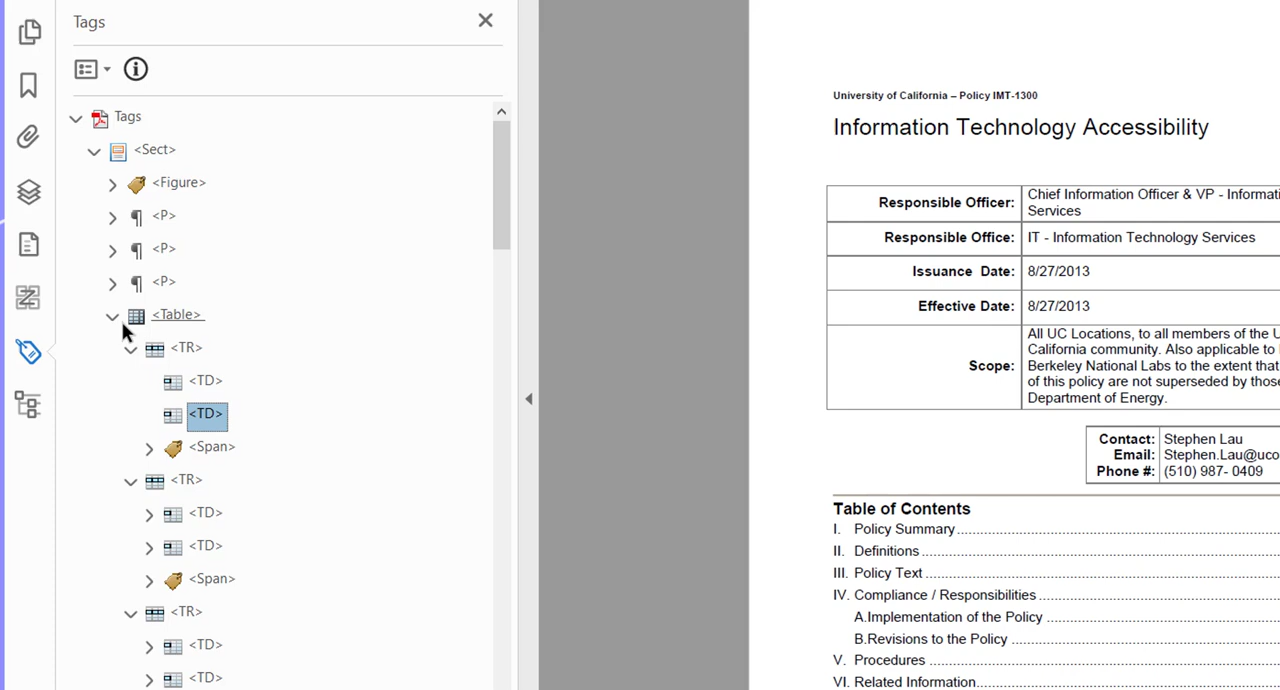 Tags
Tags
<Sect>
<Figure>
<P>
<P>
<P>
<Table>
<TR>
<TD>
<TD>
<Span>
<TR>
<TD>
<TD>
<Span>
<TR>
<TD>
<TD>
University of California – Policy IMT-1300
Information Technology Accessibility
Responsible Officer: Chief Information Officer & VP - Informati
Services
Responsible Office: IT - Information Technology Services
Issuance Date: 8/27/2013
Effective Date: 8/27/2013
Scope: All UC Locations, to all members of the U
California community. Also applicable to
Berkeley National Labs to the extent that
of this policy are not superseded by thos
Department of Energy.
Contact: Stephen Lau
Email: Stephen.Lau@uco
Phone #: (510) 987- 0409
Table of Contents
I. Policy Summary
II. Definitions
III. Policy Text
IV. Compliance / Responsibilities
A.Implementation of the Policy
B.Revisions to the Policy
V. Procedures
VI. Related Information